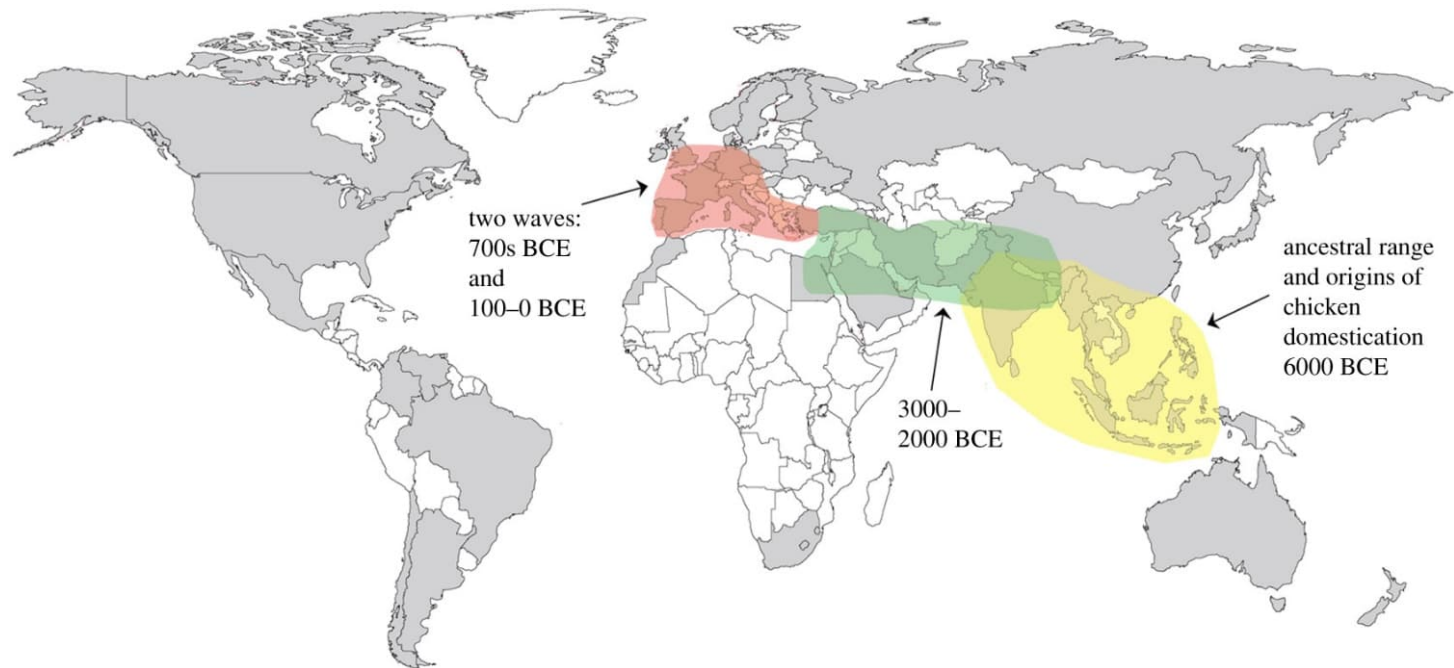 two waves:
700s BCE
and
100–0 BCE
3000–
2000 BCE
ancestral range
and origins of
chicken
domestication
6000 BCE